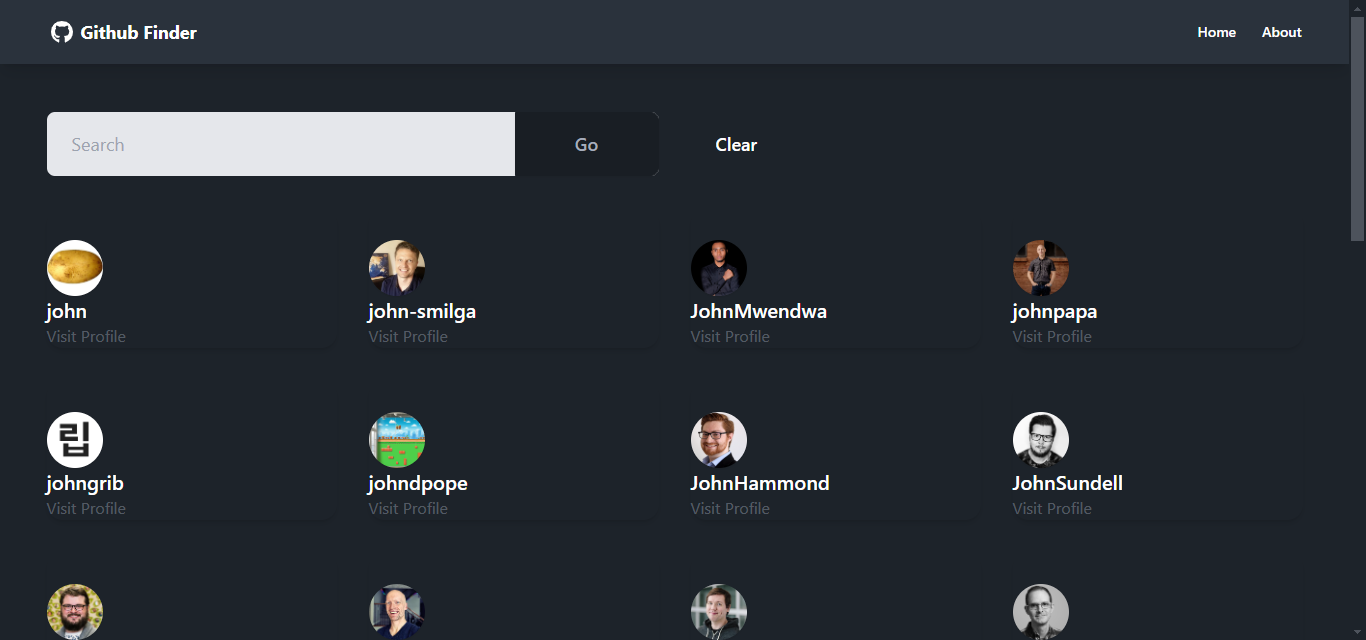 Github Finder
Home
About
Search
Go
Clear
john
Visit Profile
john-smilga
Visit Profile
JohnMwendwa
Visit Profile
johnpapa
Visit Profile
립
johngrib
Visit Profile
johndpope
Visit Profile
JohnHammond
Visit Profile
JohnSundell
Visit Profile